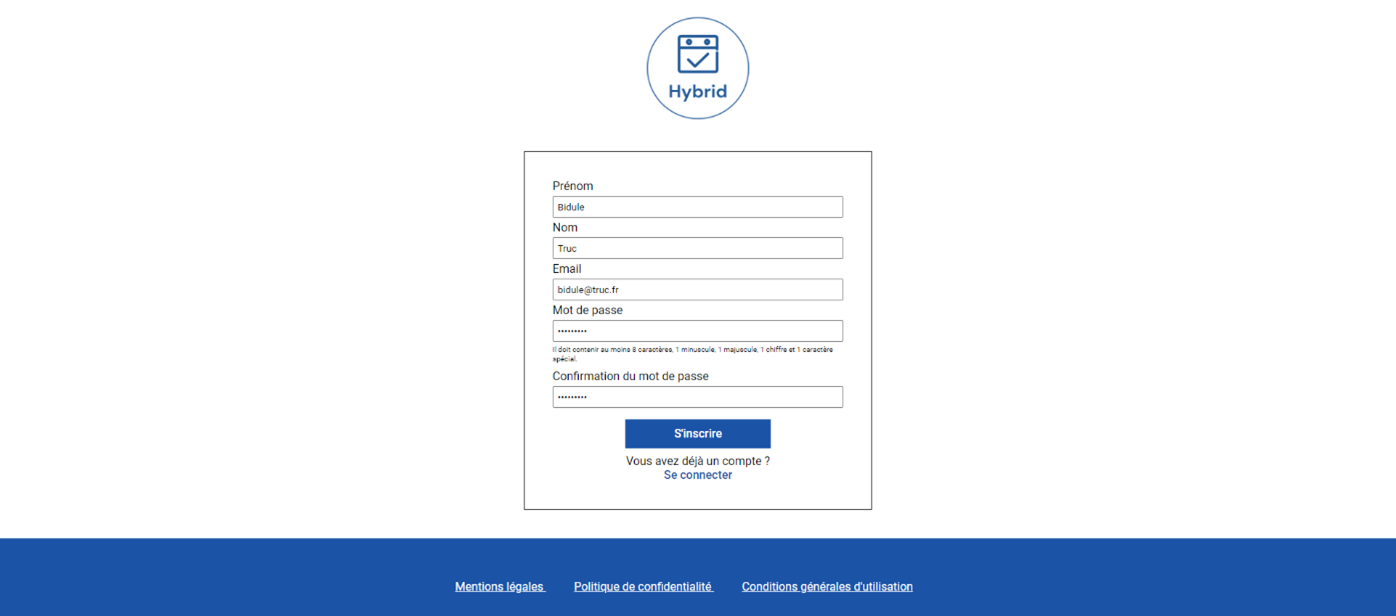 Hybrid
Prénom
Bidule
Nom
Truc
Email
bidule@truc.fr
Mot de passe
•••••••••
Il doit contenir au moins 8 caractères, 1 minuscule, 1 majuscule, 1 chiffre et 1 caractère
spécial.
Confirmation du mot de passe
•••••••••
S'inscrire
Vous avez déjà un compte ?
Se connecter
Mentions légales Politique de confidentialité Conditions générales d'utilisation